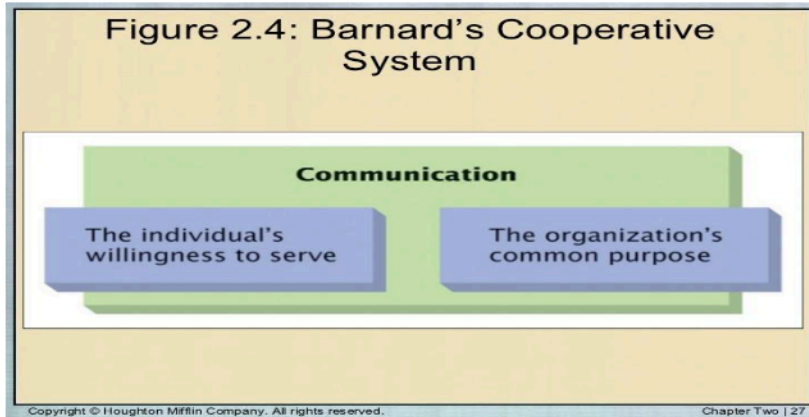 Figure 2.4: Barnard's Cooperative
System
Communication
The individual's
willingness to serve
The organization's
common purpose
Copyright © Houghton Mifflin Company. All rights reserved.
Chapter Two | 27